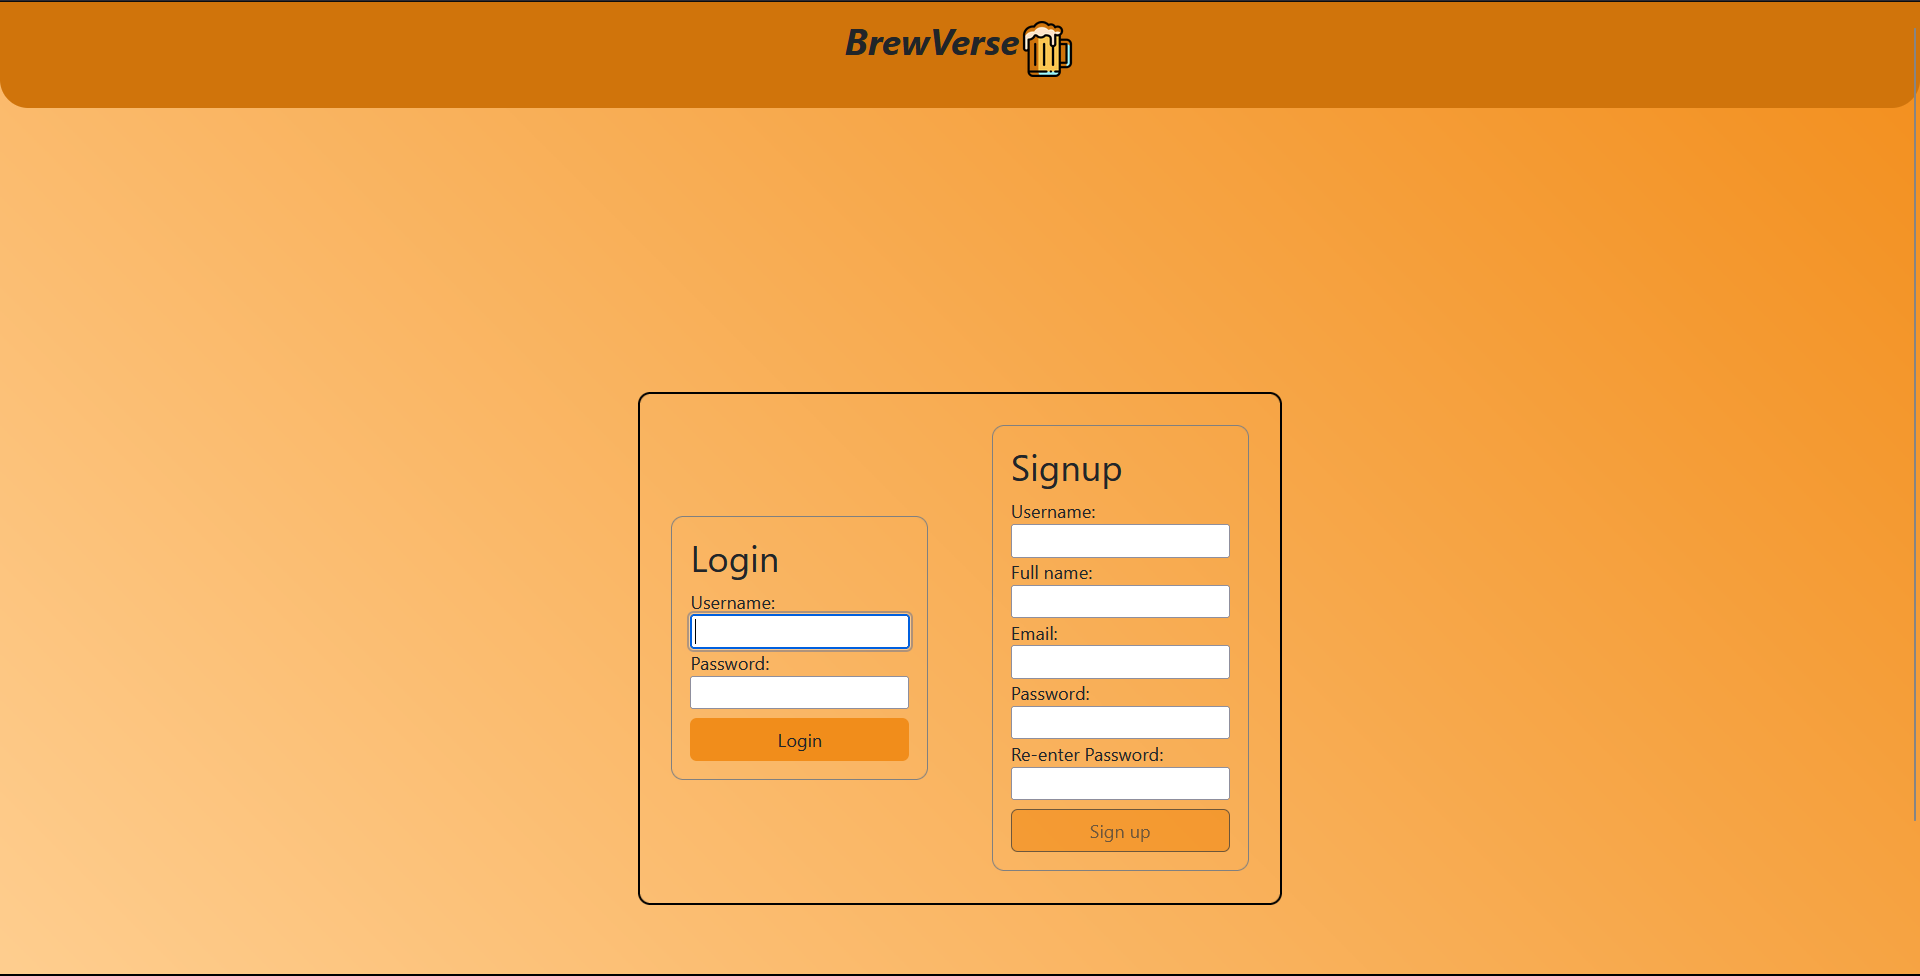 BrewVerse
Login
Username:
Password:
Login
Signup
Username:
Full name:
Email:
Password:
Re-enter Password:
Sign up